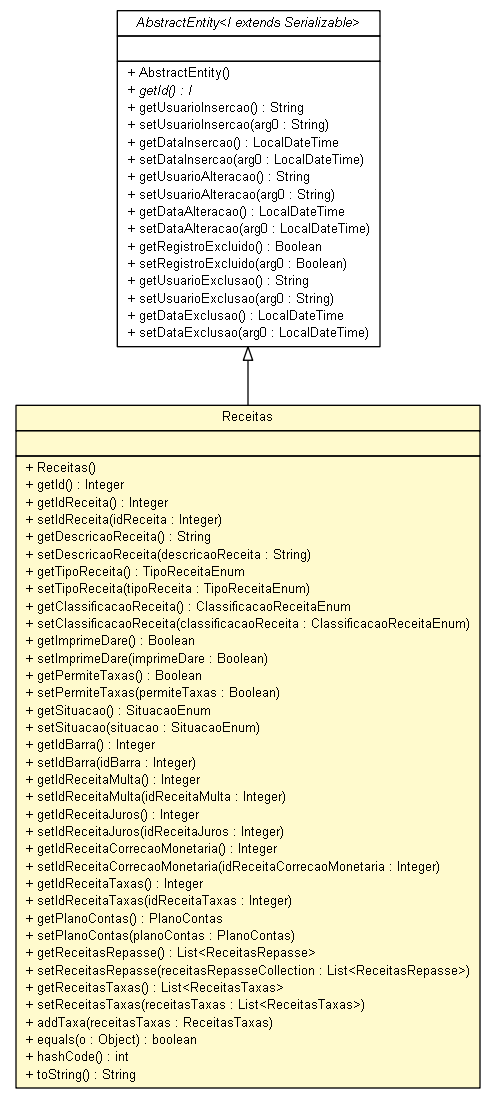 AbstractEntity<I extends Serializable>
+ AbstractEntity()
+ getId() : I
+ getUsuarioInsercao() : String
+ setUsuarioInsercao(arg0 : String)
+ getDataInsercao() : LocalDateTime
+ setDataInsercao(arg0 : LocalDateTime)
+ getUsuarioAlteracao() : String
+ setUsuarioAlteracao(arg0 : String)
+ getDataAlteracao() : LocalDateTime
+ setDataAlteracao(arg0 : LocalDateTime)
+ getRegistroExcluido() : Boolean
+ setRegistroExcluido(arg0 : Boolean)
+ getUsuarioExclusao() : String
+ setUsuarioExclusao(arg0 : String)
+ getDataExclusao() : LocalDateTime
+ setDataExclusao(arg0 : LocalDateTime)
Receitas
+ Receitas()
+ getId() : Integer
+ getIdReceita() : Integer
+ setIdReceita(idReceita : Integer)
+ getDescricaoReceita() : String
+ setDescricaoReceita(descricaoReceita : String)
+ getTipoReceita() : TipoReceitaEnum
+ setTipoReceita(tipoReceita : TipoReceitaEnum)
+ getClassificacaoReceita() : ClassificacaoReceitaEnum
+ setClassificacaoReceita(classificacaoReceita : ClassificacaoReceitaEnum)
+ getImprimeDare() : Boolean
+ setImprimeDare(imprimeDare : Boolean)
+ getPermiteTaxas() : Boolean
+ setPermiteTaxas(permiteTaxas : Boolean)
+ getSituacao() : SituacaoEnum
+ setSituacao(situacao : SituacaoEnum)
+ getIdBarra() : Integer
+ setIdBarra(idBarra : Integer)
+ getIdReceitaMulta() : Integer
+ setIdReceitaMulta(idReceitaMulta : Integer)
+ getIdReceitaJuros() : Integer
+ setIdReceitaJuros(idReceitaJuros : Integer)
+ getIdReceitaCorrecaoMonetaria() : Integer
+ setIdReceitaCorrecaoMonetaria(idReceitaCorrecaoMonetaria : Integer)
+ getIdReceitaTaxas() : Integer
+ setIdReceitaTaxas(idReceitaTaxas : Integer)
+ getPlanoContas() : PlanoContas
+ setPlanoContas(planoContas : PlanoContas)
+ getReceitasRepasse() : List<ReceitasRepasse>
+ setReceitasRepasse(receitasRepasseCollection : List<ReceitasRepasse>)
+ getReceitasTaxas() : List<ReceitasTaxas>
+ setReceitasTaxas(receitasTaxas : List<ReceitasTaxas>)
+ addTaxa(receitasTaxas : ReceitasTaxas)
+ equals(o : Object) : boolean
+ hashCode() : int
+ toString() : String